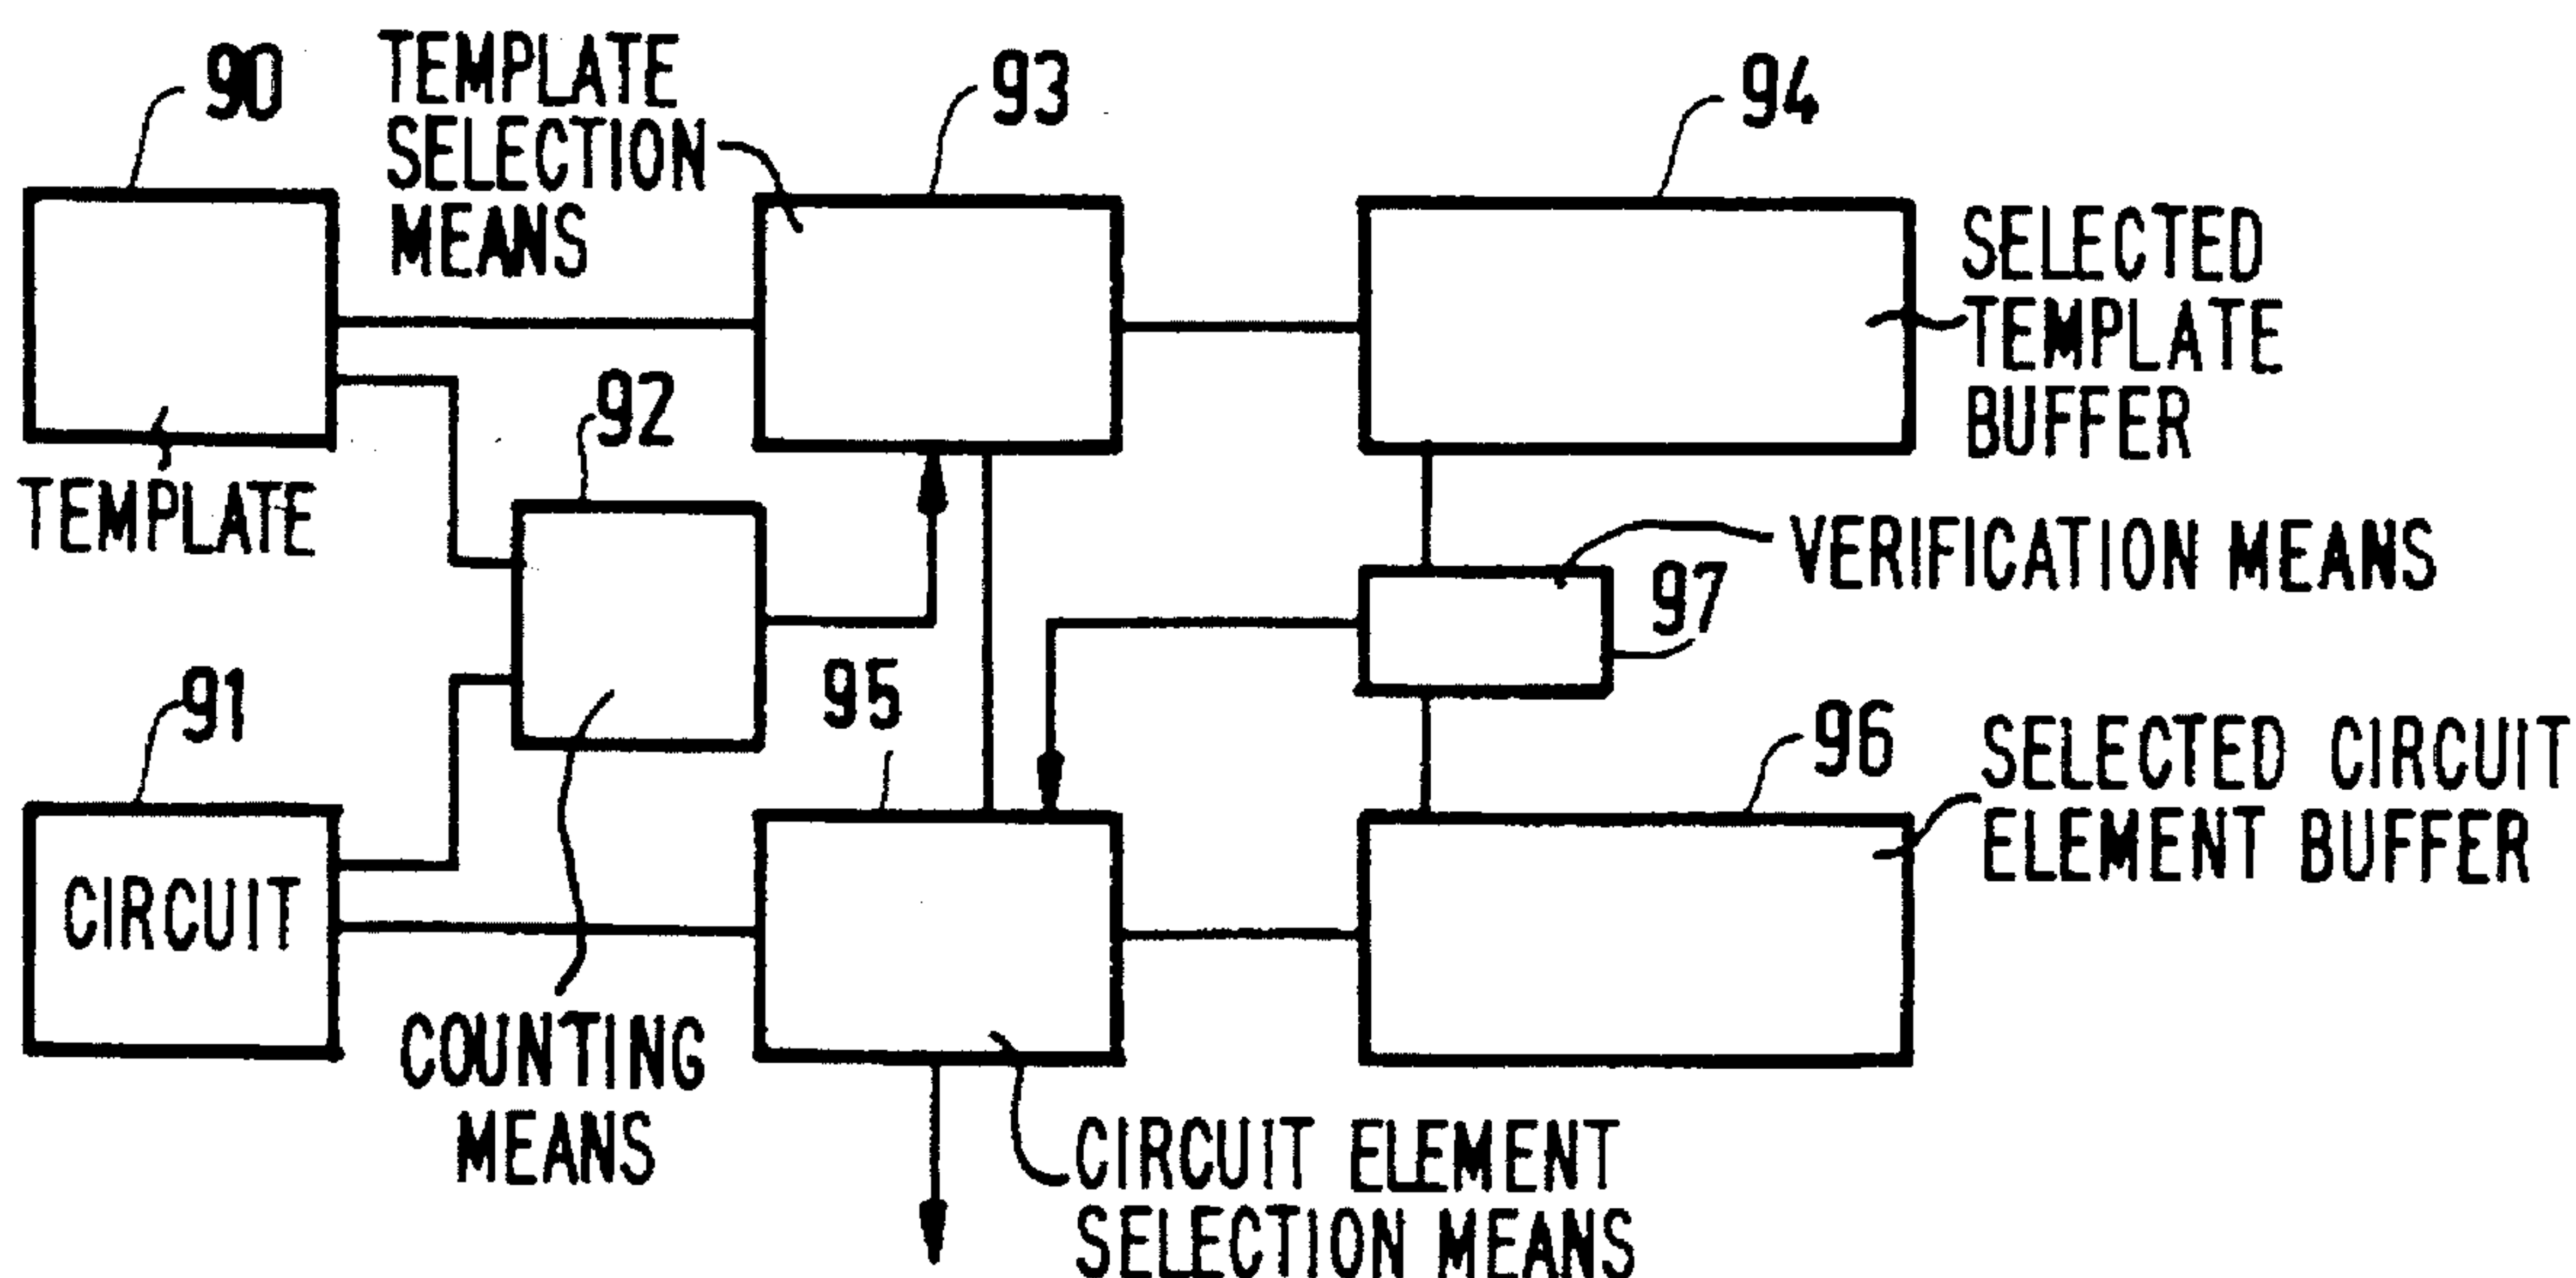 90
TEMPLATE
SELECTION
MEANS
93
94
SELECTED
TEMPLATE
BUFFER
TEMPLATE
92
VERIFICATION MEANS
97
91
95
96
SELECTED CIRCUIT
ELEMENT BUFFER
CIRCUIT
COUNTING
MEANS
CIRCUIT ELEMENT
SELECTION MEANS